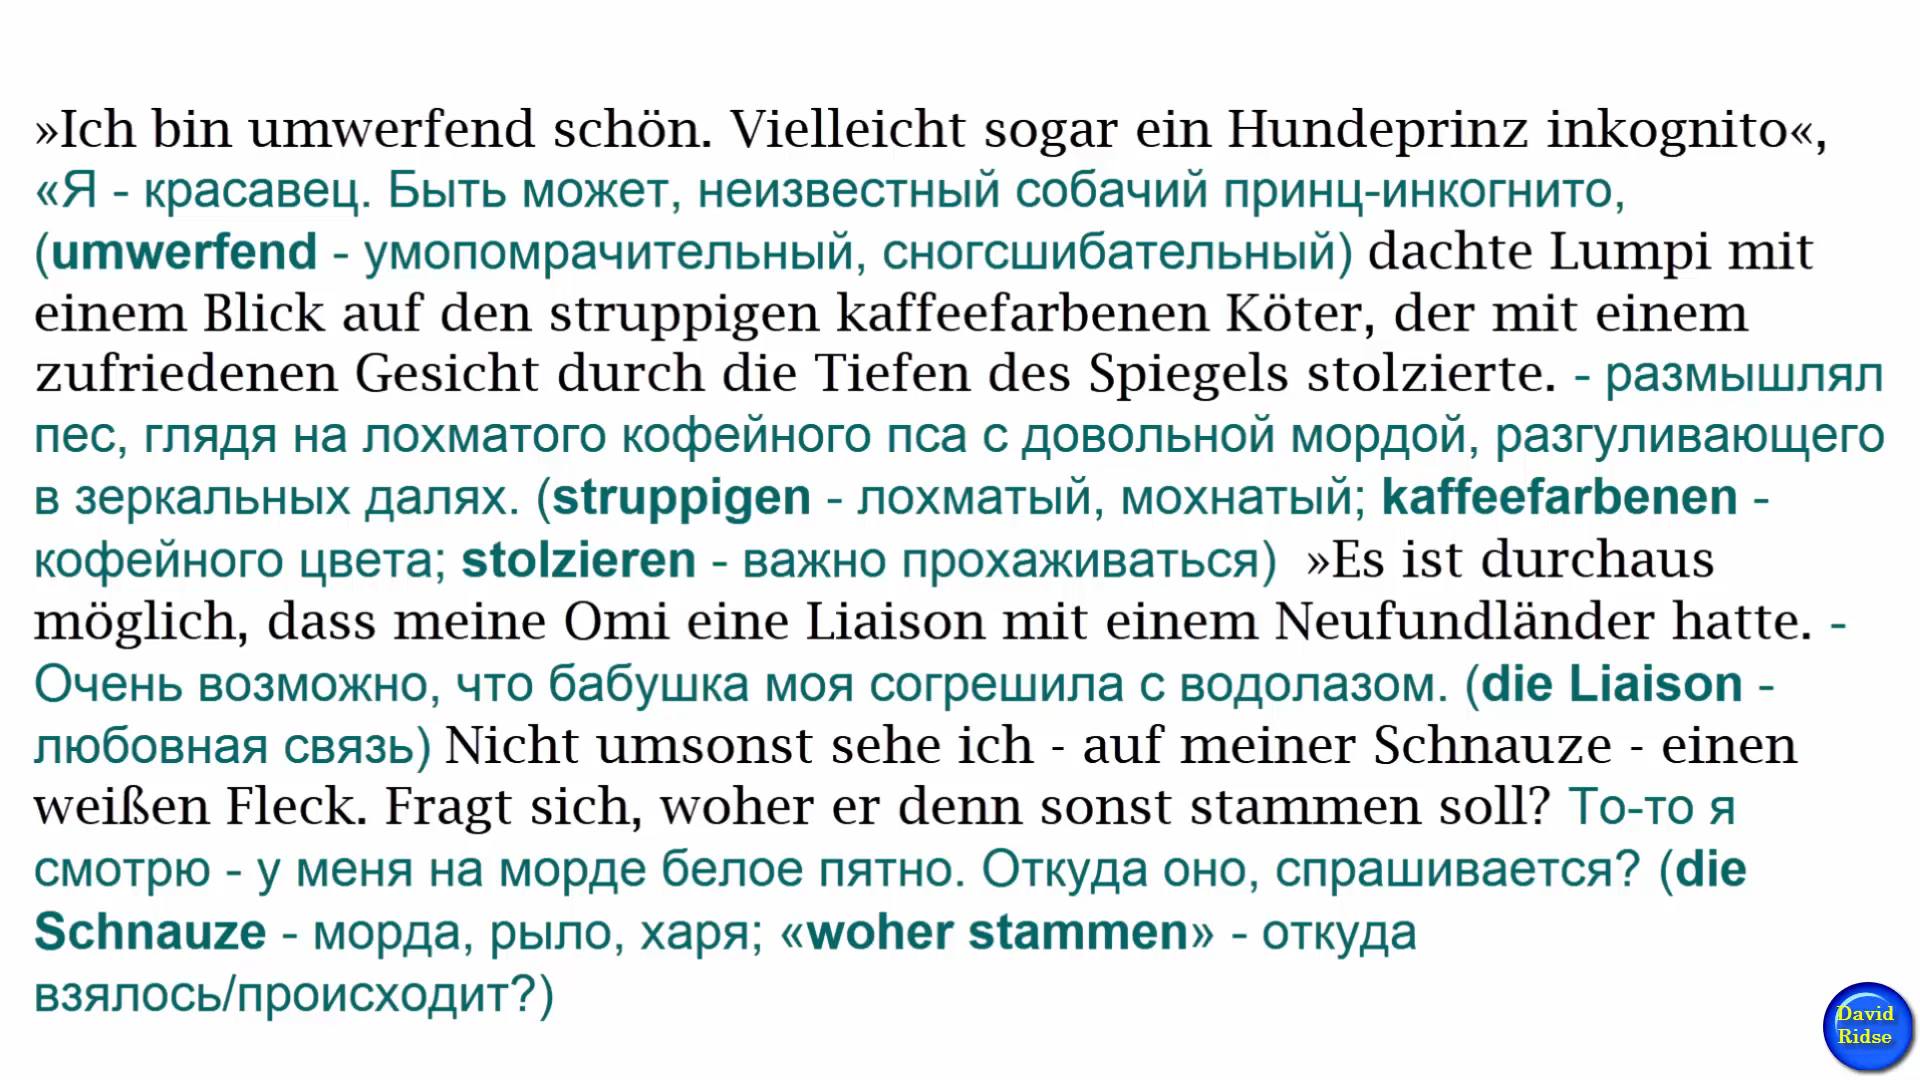 »Ich bin umwerfend schön. Vielleicht sogar ein Hundeprinz inkognito«,
«Я - красавец. Быть может, неизвестный собачий принц-инкогнито,
(umwerfend - умопомрачительный, сногсшибательный) dachte Lumpi mit
einem Blick auf den struppigen kaffeefarbenen Köter, der mit einem
zufriedenen Gesicht durch die Tiefen des Spiegels stolzierte. - размышлял
пес, глядя на лохматого кофейного пса с довольной мордой, разгуливающего
в зеркальных далях. (struppigen - лохматый, мохнатый; kaffeefarbenen -
кофейного цвета; stolzieren - важно прохаживаться) »Es ist durchaus
möglich, dass meine Omi eine Liaison mit einem Neufundländer hatte. -
Очень возможно, что бабушка моя согрешила с водолазом. (die Liaison -
любовная связь) Nicht umsonst sehe ich - auf meiner Schnauze - einen
weißen Fleck. Fragt sich, woher er denn sonst stammen soll? То-то я
смотрю - у меня на морде белое пятно. Откуда оно, спрашивается? (die
Schnauze - морда, рыло, харя; «woher stammen» - откуда
взялось/происходит?)
David
Ridse